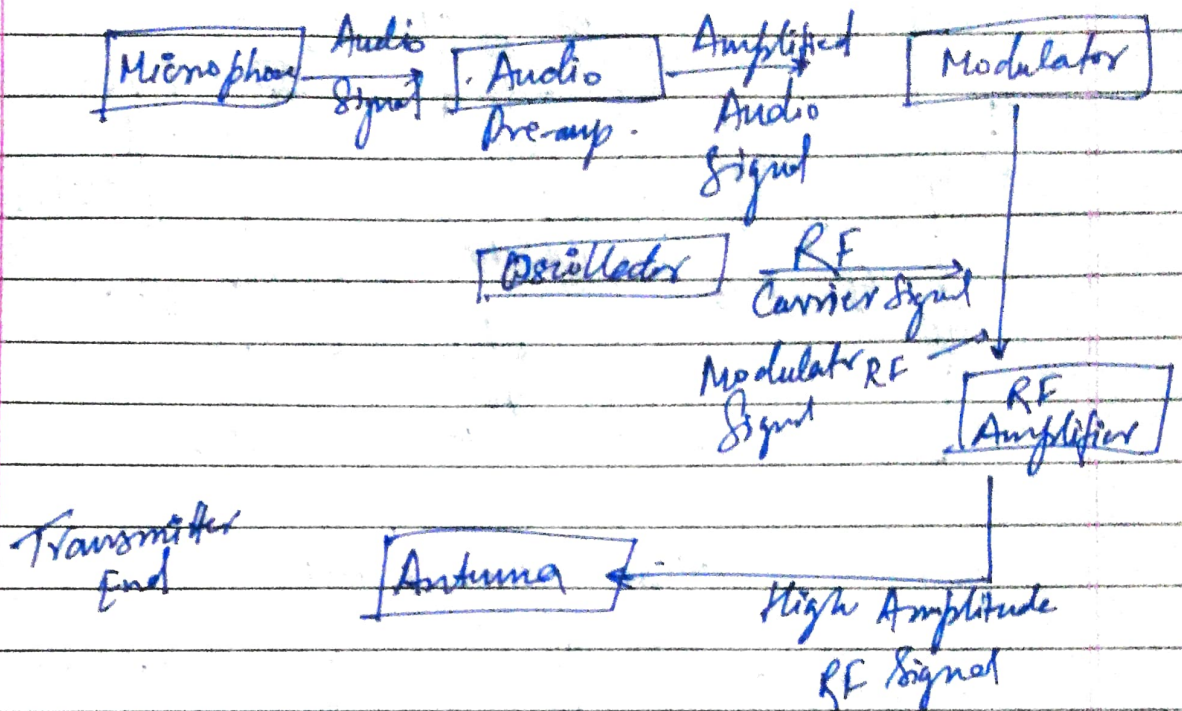 Microphone
Audio
Signal
Audio
Pre-amp.
Amplified
Audio
Signal
Modulator
Oscillator
RF
Carrier Signal
Modulator RF
Signal
RF
Amplifier
Transmitter
End
Antenna
High Amplitude
RF Signal